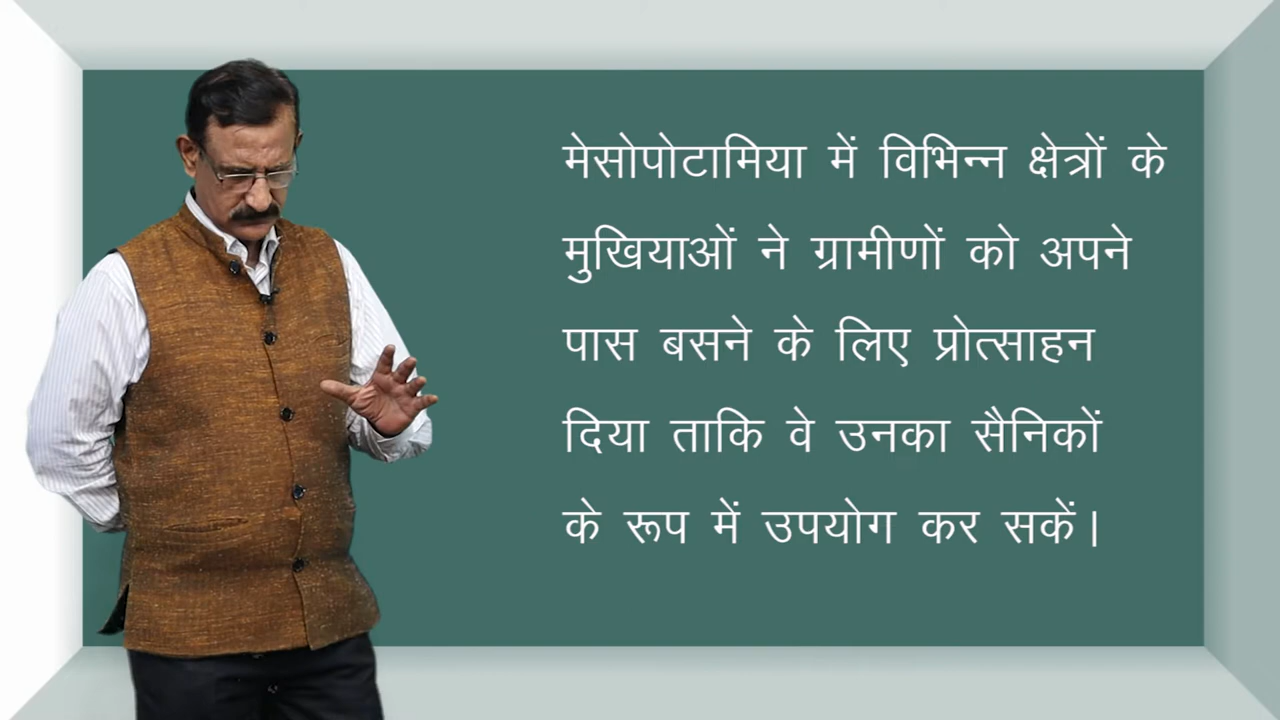 मेसोपोटामिया में विभिन्न क्षेत्रों के
मुखियाओं ने ग्रामीणों को अपने
पास बसने के लिए प्रोत्साहन
दिया ताकि वे उनका सैनिकों
के रूप में उपयोग कर सकें।